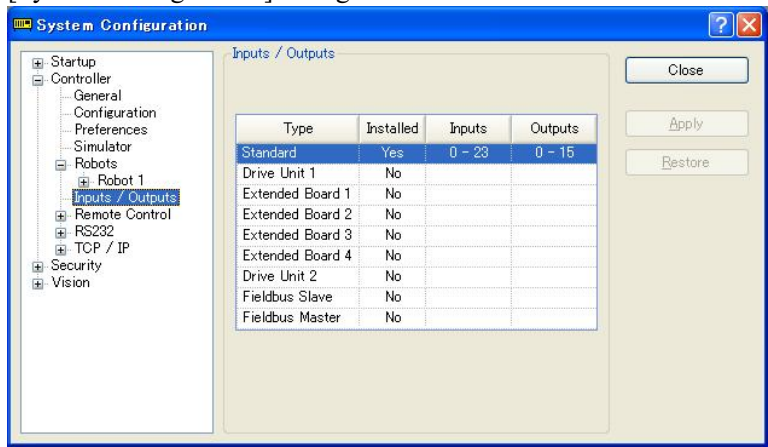 System Configuration
Startup
Controller
General
Configuration
Preferences
Simulator
Robots
Robot 1
Inputs / Outputs
Remote Control
RS232
TCP / IP
Security
Vision
Inputs / Outputs
Type Installed Inputs Outputs
Standard Yes 0 - 23 0 - 15
Drive Unit 1 No
Extended Board 1 No
Extended Board 2 No
Extended Board 3 No
Extended Board 4 No
Drive Unit 2 No
Fieldbus Slave No
Fieldbus Master No
Close
Apply
Restore